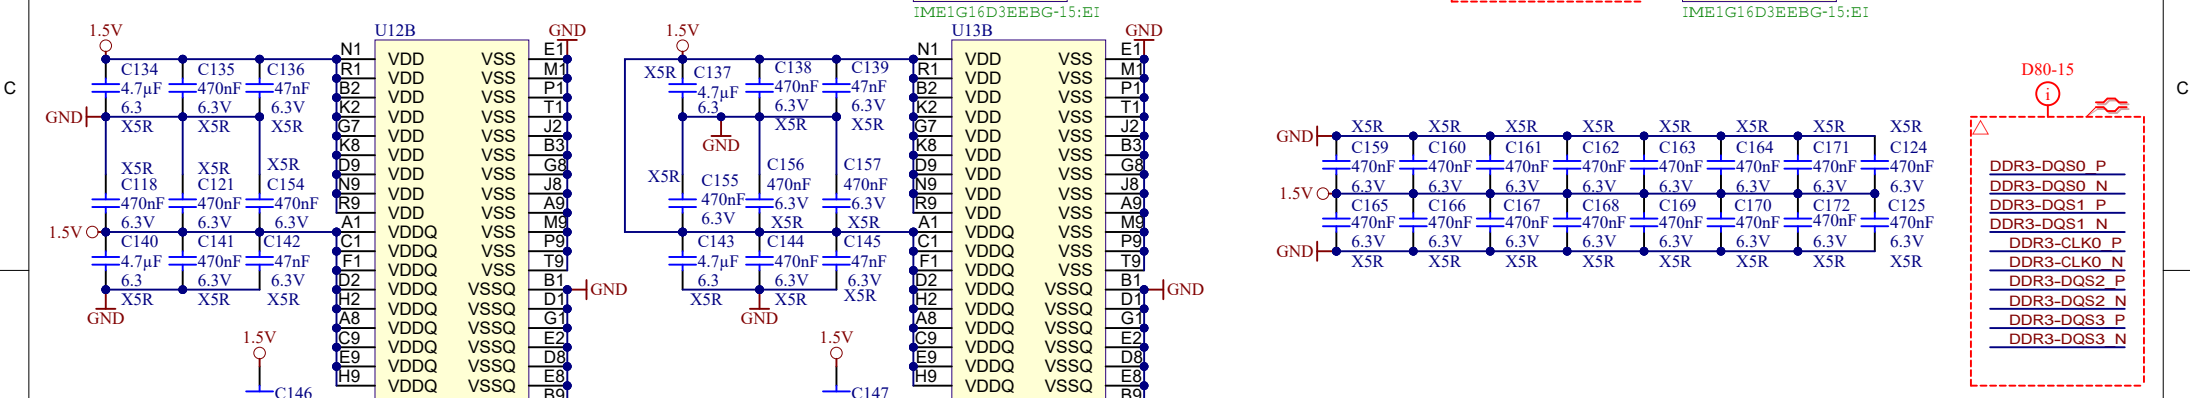 IME1G16D3EEBG-15:EI
IME1G16D3EEBG-15:EI
C
C
1.5V
C134
4.7µF
6.3
X5R
C135
470nF
6.3V
X5R
C136
47nF
6.3V
X5R
GND
X5R
C118
470nF
6.3V
X5R
C121
470nF
6.3V
X5R
C154
470nF
6.3V
1.5V
C140
4.7µF
6.3
X5R
C141
470nF
6.3V
X5R
C142
47nF
6.3V
X5R
GND
1.5V
C146
U12B
N1 VDD VSS E1
R1 VDD VSS M1
B2 VDD VSS P1
K2 VDD VSS T1
G7 VDD VSS J2
K8 VDD VSS B3
D9 VDD VSS G8
N9 VDD VSS J8
R9 VDD VSS A9
A1 VDDQ VSS M9
C1 VDDQ VSS P9
F1 VDDQ VSS T9
D2 VDDQ VSSQ B1
H2 VDDQ VSSQ D1
A8 VDDQ VSSQ G1
C9 VDDQ VSSQ E2
E9 VDDQ VSSQ D8
H9 VDDQ VSSQ E8
B9
GND
GND
1.5V
X5R
C137
4.7µF
6.3
C138
470nF
6.3V
X5R
C139
47nF
6.3V
X5R
GND
X5R
C155
470nF
6.3V
C156
470nF
6.3V
X5R
C157
470nF
6.3V
X5R
C143
4.7µF
6.3
X5R
C144
470nF
6.3V
X5R
C145
47nF
6.3V
X5R
GND
1.5V
C147
U13B
N1 VDD VSS E1
R1 VDD VSS M1
B2 VDD VSS P1
K2 VDD VSS T1
G7 VDD VSS J2
K8 VDD VSS B3
D9 VDD VSS G8
N9 VDD VSS J8
R9 VDD VSS A9
A1 VDDQ VSS M9
C1 VDDQ VSS P9
F1 VDDQ VSS T9
D2 VDDQ VSSQ B1
H2 VDDQ VSSQ D1
A8 VDDQ VSSQ G1
C9 VDDQ VSSQ E2
E9 VDDQ VSSQ D8
H9 VDDQ VSSQ E8
B9
GND
GND
X5R X5R X5R X5R X5R X5R X5R X5R
GND
C159 C160 C161 C162 C163 C164 C171 C124
470nF 470nF 470nF 470nF 470nF 470nF 470nF 470nF
6.3V 6.3V 6.3V 6.3V 6.3V 6.3V 6.3V 6.3V
1.5V
C165 C166 C167 C168 C169 C170 C172 C125
470nF 470nF 470nF 470nF 470nF 470nF 470nF 470nF
6.3V 6.3V 6.3V 6.3V 6.3V 6.3V 6.3V 6.3V
GND
X5R X5R X5R X5R X5R X5R X5R X5R
D80-15
i
DDR3-DQS0_P
DDR3-DQS0_N
DDR3-DQS1_P
DDR3-DQS1_N
DDR3-CLK0_P
DDR3-CLK0_N
DDR3-DQS2_P
DDR3-DQS2_N
DDR3-DQS3_P
DDR3-DQS3_N